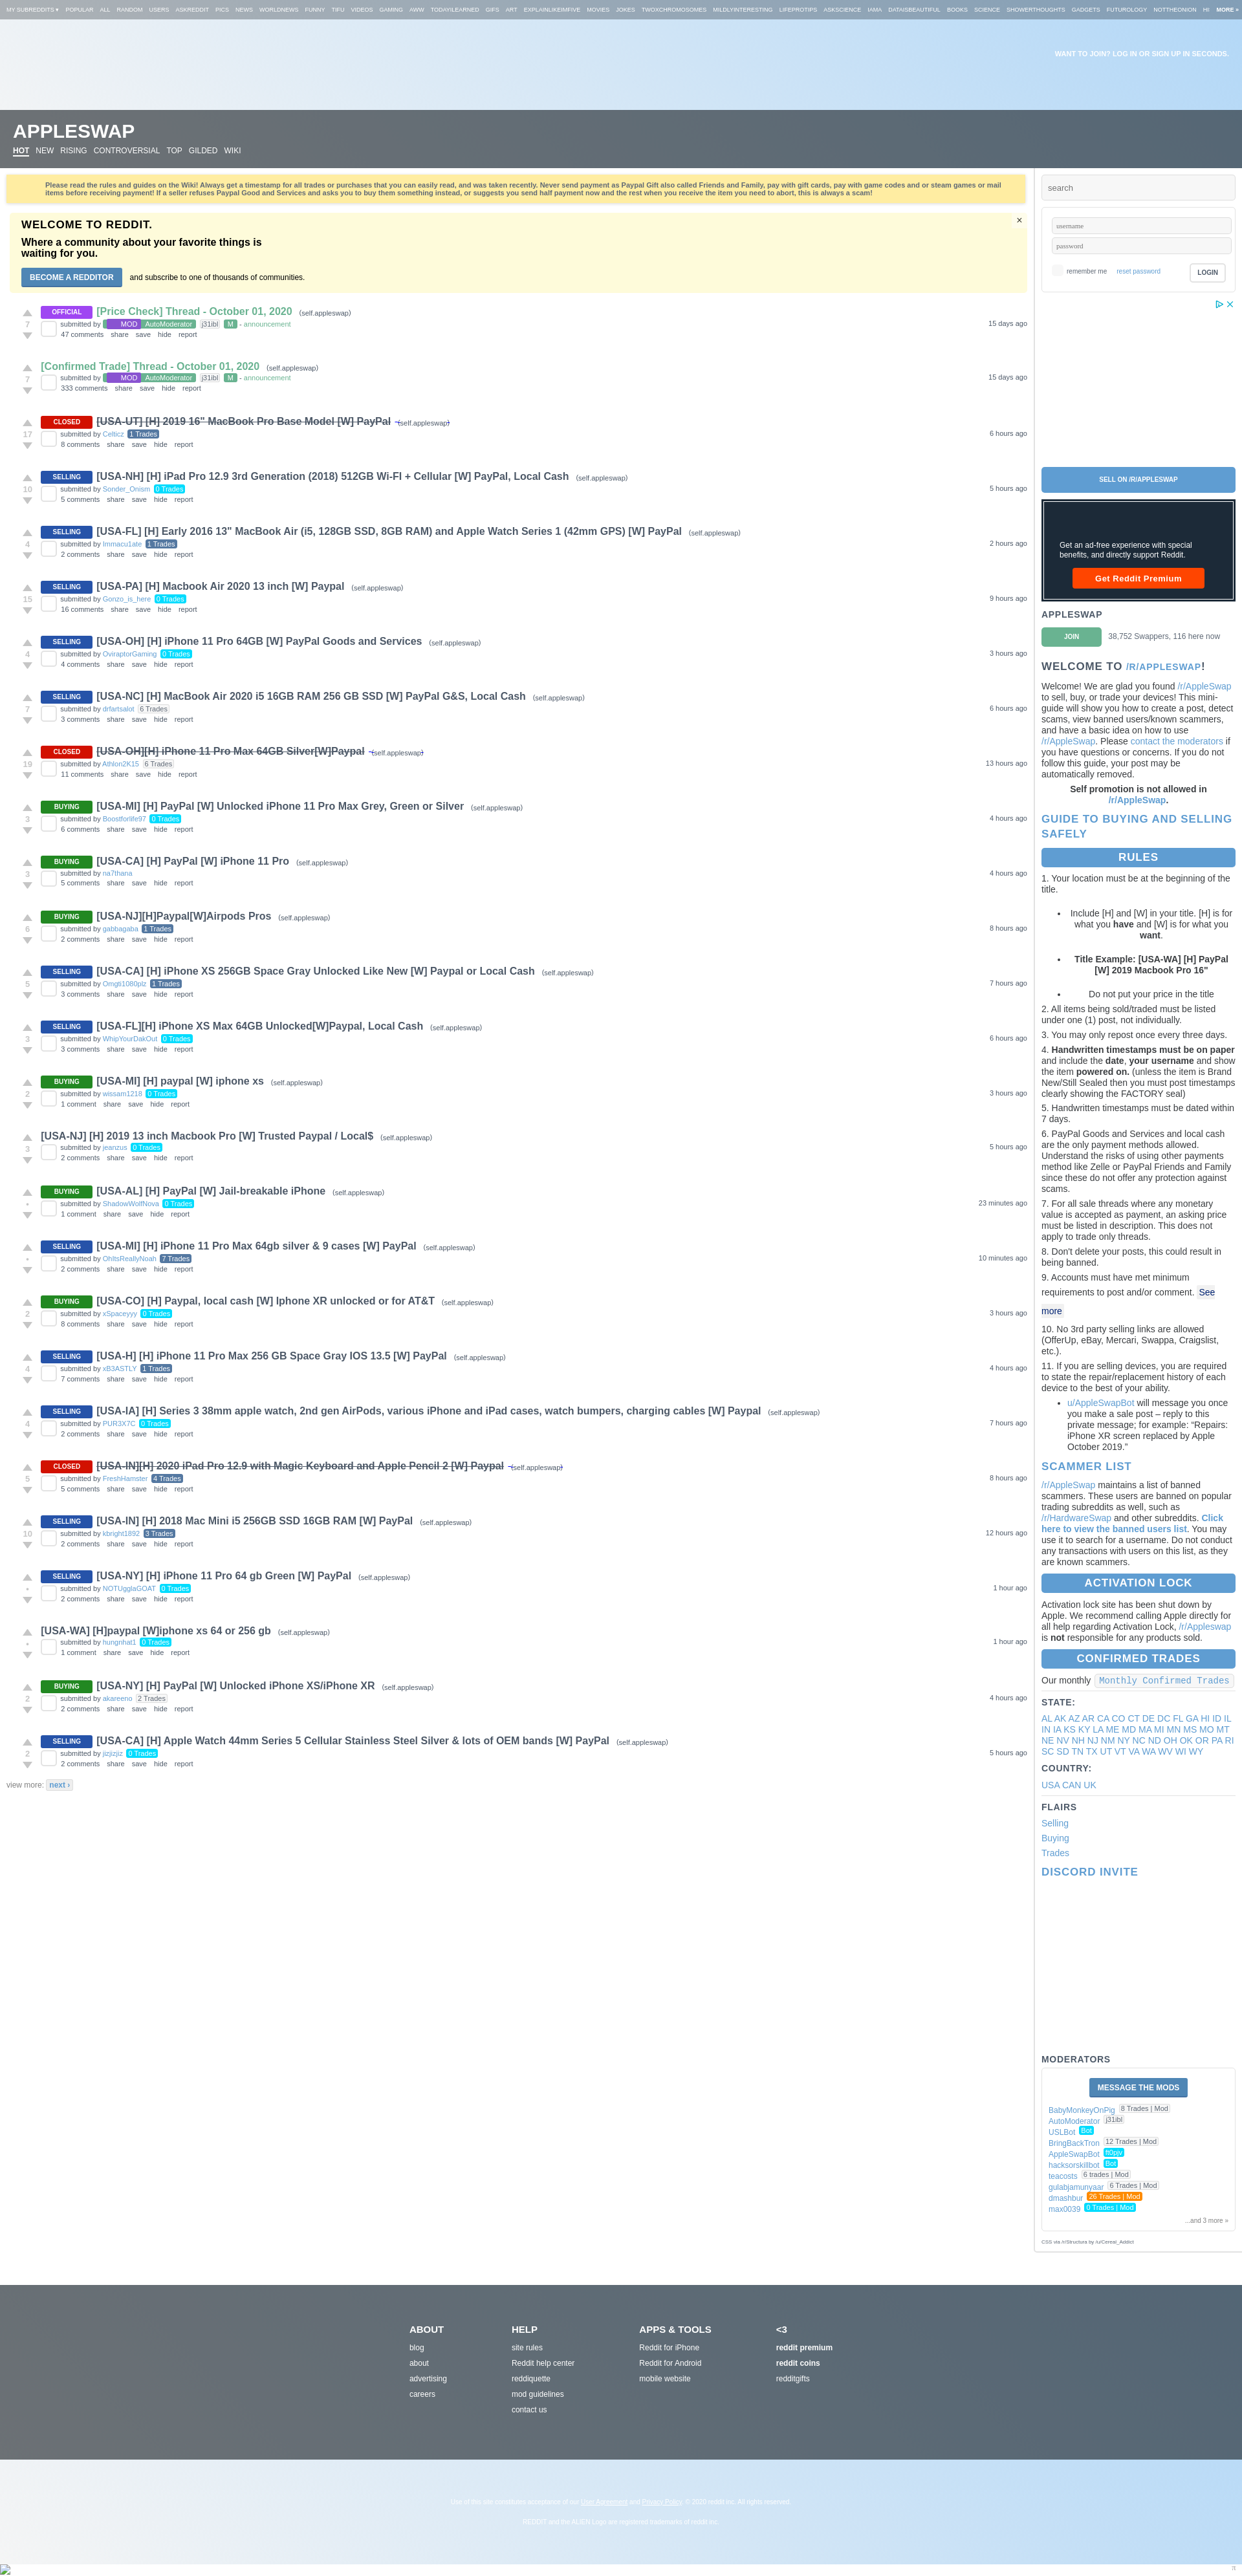 MY SUBREDDITS ▾ POPULAR ALL RANDOM USERS ASKREDDIT PICS NEWS WORLDNEWS FUNNY TIFU VIDEOS GAMING AWW TODAYILEARNED GIFS ART EXPLAINLIKEIMFIVE MOVIES JOKES TWOXCHROMOSOMES MILDLYINTERESTING LIFEPROTIPS ASKSCIENCE IAMA DATAISBEAUTIFUL BOOKS SCIENCE SHOWERTHOUGHTS GADGETS FUTUROLOGY NOTTHEONION HI MORE »
WANT TO JOIN? LOG IN OR SIGN UP IN SECONDS.
APPLESWAP
HOT NEW RISING CONTROVERSIAL TOP GILDED WIKI
Please read the rules and guides on the Wiki! Always get a timestamp for all trades or purchases that you can easily read, and was taken recently. Never send payment as Paypal Gift also called Friends and Family, pay with gift cards, pay with game codes and or steam games or mail
items before receiving payment! If a seller refuses Paypal Good and Services and asks you to buy them something instead, or suggests you send half payment now and the rest when you receive the item you need to abort, this is always a scam!
WELCOME TO REDDIT. ×
Where a community about your favorite things is
waiting for you.
BECOME A REDDITOR and subscribe to one of thousands of communities.
OFFICIAL [Price Check] Thread - October 01, 2020 (self.appleswap)
7 submitted by MOD AutoModerator j31ibl M - announcement 15 days ago
47 comments share save hide report
[Confirmed Trade] Thread - October 01, 2020 (self.appleswap)
7 submitted by MOD AutoModerator j31ibl M - announcement 15 days ago
333 comments share save hide report
CLOSED [USA-UT] [H] 2019 16" MacBook Pro Base Model [W] PayPal (self.appleswap)
17 submitted by Celticz 1 Trades 6 hours ago
8 comments share save hide report
SELLING [USA-NH] [H] iPad Pro 12.9 3rd Generation (2018) 512GB Wi-FI + Cellular [W] PayPal, Local Cash (self.appleswap)
10 submitted by Sonder_Onism 0 Trades 5 hours ago
5 comments share save hide report
SELLING [USA-FL] [H] Early 2016 13" MacBook Air (i5, 128GB SSD, 8GB RAM) and Apple Watch Series 1 (42mm GPS) [W] PayPal (self.appleswap)
4 submitted by Immacu1ate 1 Trades 2 hours ago
2 comments share save hide report
SELLING [USA-PA] [H] Macbook Air 2020 13 inch [W] Paypal (self.appleswap)
15 submitted by Gonzo_is_here 0 Trades 9 hours ago
16 comments share save hide report
SELLING [USA-OH] [H] iPhone 11 Pro 64GB [W] PayPal Goods and Services (self.appleswap)
4 submitted by OviraptorGaming 0 Trades 3 hours ago
4 comments share save hide report
SELLING [USA-NC] [H] MacBook Air 2020 i5 16GB RAM 256 GB SSD [W] PayPal G&S, Local Cash (self.appleswap)
7 submitted by drfartsalot 6 Trades 6 hours ago
3 comments share save hide report
CLOSED [USA-OH][H] iPhone 11 Pro Max 64GB Silver[W]Paypal (self.appleswap)
19 submitted by Athlon2K15 6 Trades 13 hours ago
11 comments share save hide report
BUYING [USA-MI] [H] PayPal [W] Unlocked iPhone 11 Pro Max Grey, Green or Silver (self.appleswap)
3 submitted by Boostforlife97 0 Trades 4 hours ago
6 comments share save hide report
BUYING [USA-CA] [H] PayPal [W] iPhone 11 Pro (self.appleswap)
3 submitted by na7thana 4 hours ago
5 comments share save hide report
BUYING [USA-NJ][H]Paypal[W]Airpods Pros (self.appleswap)
6 submitted by gabbagaba 1 Trades 8 hours ago
2 comments share save hide report
SELLING [USA-CA] [H] iPhone XS 256GB Space Gray Unlocked Like New [W] Paypal or Local Cash (self.appleswap)
5 submitted by Omgti1080plz 1 Trades 7 hours ago
3 comments share save hide report
SELLING [USA-FL][H] iPhone XS Max 64GB Unlocked[W]Paypal, Local Cash (self.appleswap)
3 submitted by WhipYourDakOut 0 Trades 6 hours ago
3 comments share save hide report
BUYING [USA-MI] [H] paypal [W] iphone xs (self.appleswap)
2 submitted by wissam1218 0 Trades 3 hours ago
1 comment share save hide report
[USA-NJ] [H] 2019 13 inch Macbook Pro [W] Trusted Paypal / Local$ (self.appleswap)
3 submitted by jeanzus 0 Trades 5 hours ago
2 comments share save hide report
BUYING [USA-AL] [H] PayPal [W] Jail-breakable iPhone (self.appleswap)
• submitted by ShadowWolfNova 0 Trades 23 minutes ago
1 comment share save hide report
SELLING [USA-MI] [H] iPhone 11 Pro Max 64gb silver & 9 cases [W] PayPal (self.appleswap)
• submitted by OhItsReallyNoah 7 Trades 10 minutes ago
2 comments share save hide report
BUYING [USA-CO] [H] Paypal, local cash [W] Iphone XR unlocked or for AT&T (self.appleswap)
2 submitted by xSpaceyyy 0 Trades 3 hours ago
8 comments share save hide report
SELLING [USA-H] [H] iPhone 11 Pro Max 256 GB Space Gray IOS 13.5 [W] PayPal (self.appleswap)
4 submitted by xB3ASTLY 1 Trades 4 hours ago
7 comments share save hide report
SELLING [USA-IA] [H] Series 3 38mm apple watch, 2nd gen AirPods, various iPhone and iPad cases, watch bumpers, charging cables [W] Paypal (self.appleswap)
4 submitted by PUR3X7C 0 Trades 7 hours ago
2 comments share save hide report
CLOSED [USA-IN][H] 2020 iPad Pro 12.9 with Magic Keyboard and Apple Pencil 2 [W] Paypal (self.appleswap)
5 submitted by FreshHamster 4 Trades 8 hours ago
5 comments share save hide report
SELLING [USA-IN] [H] 2018 Mac Mini i5 256GB SSD 16GB RAM [W] PayPal (self.appleswap)
10 submitted by kbright1892 3 Trades 12 hours ago
2 comments share save hide report
SELLING [USA-NY] [H] iPhone 11 Pro 64 gb Green [W] PayPal (self.appleswap)
• submitted by NOTUgglaGOAT 0 Trades 1 hour ago
2 comments share save hide report
[USA-WA] [H]paypal [W]iphone xs 64 or 256 gb (self.appleswap)
• submitted by hungnhat1 0 Trades 1 hour ago
1 comment share save hide report
BUYING [USA-NY] [H] PayPal [W] Unlocked iPhone XS/iPhone XR (self.appleswap)
2 submitted by akareeno 2 Trades 4 hours ago
2 comments share save hide report
SELLING [USA-CA] [H] Apple Watch 44mm Series 5 Cellular Stainless Steel Silver & lots of OEM bands [W] PayPal (self.appleswap)
2 submitted by jizjizjiz 0 Trades 5 hours ago
2 comments share save hide report
view more: next ›
search
username
password
remember me reset password LOGIN
SELL ON /R/APPLESWAP
Get an ad-free experience with special
benefits, and directly support Reddit.
Get Reddit Premium
APPLESWAP
JOIN 38,752 Swappers, 116 here now
WELCOME TO /R/APPLESWAP!
Welcome! We are glad you found /r/AppleSwap
to sell, buy, or trade your devices! This mini-
guide will show you how to create a post, detect
scams, view banned users/known scammers,
and have a basic idea on how to use
/r/AppleSwap. Please contact the moderators if
you have questions or concerns. If you do not
follow this guide, your post may be
automatically removed.
Self promotion is not allowed in
/r/AppleSwap.
GUIDE TO BUYING AND SELLING
SAFELY
RULES
1. Your location must be at the beginning of the
title.
• Include [H] and [W] in your title. [H] is for
what you have and [W] is for what you
want.
• Title Example: [USA-WA] [H] PayPal
[W] 2019 Macbook Pro 16"
• Do not put your price in the title
2. All items being sold/traded must be listed
under one (1) post, not individually.
3. You may only repost once every three days.
4. Handwritten timestamps must be on paper
and include the date, your username and show
the item powered on. (unless the item is Brand
New/Still Sealed then you must post timestamps
clearly showing the FACTORY seal)
5. Handwritten timestamps must be dated within
7 days.
6. PayPal Goods and Services and local cash
are the only payment methods allowed.
Understand the risks of using other payments
method like Zelle or PayPal Friends and Family
since these do not offer any protection against
scams.
7. For all sale threads where any monetary
value is accepted as payment, an asking price
must be listed in description. This does not
apply to trade only threads.
8. Don't delete your posts, this could result in
being banned.
9. Accounts must have met minimum
requirements to post and/or comment. See
more
10. No 3rd party selling links are allowed
(OfferUp, eBay, Mercari, Swappa, Craigslist,
etc.).
11. If you are selling devices, you are required
to state the repair/replacement history of each
device to the best of your ability.
• u/AppleSwapBot will message you once
you make a sale post – reply to this
private message; for example: “Repairs:
iPhone XR screen replaced by Apple
October 2019.”
SCAMMER LIST
/r/AppleSwap maintains a list of banned
scammers. These users are banned on popular
trading subreddits as well, such as
/r/HardwareSwap and other subreddits. Click
here to view the banned users list. You may
use it to search for a username. Do not conduct
any transactions with users on this list, as they
are known scammers.
ACTIVATION LOCK
Activation lock site has been shut down by
Apple. We recommend calling Apple directly for
all help regarding Activation Lock, /r/Appleswap
is not responsible for any products sold.
CONFIRMED TRADES
Our monthly Monthly Confirmed Trades
STATE:
AL AK AZ AR CA CO CT DE DC FL GA HI ID IL
IN IA KS KY LA ME MD MA MI MN MS MO MT
NE NV NH NJ NM NY NC ND OH OK OR PA RI
SC SD TN TX UT VT VA WA WV WI WY
COUNTRY:
USA CAN UK
FLAIRS
Selling
Buying
Trades
DISCORD INVITE
MODERATORS
MESSAGE THE MODS
BabyMonkeyOnPig 8 Trades | Mod
AutoModerator j31ibl
USLBot Bot
BringBackTron 12 Trades | Mod
AppleSwapBot ft0pjv
hacksorskillbot Bot
teacosts 6 trades | Mod
gulabjamunyaar 6 Trades | Mod
dmashbur 26 Trades | Mod
max0039 0 Trades | Mod
...and 3 more »
CSS via /r/Structura by /u/Cereal_Addict
ABOUT
blog
about
advertising
careers
HELP
site rules
Reddit help center
reddiquette
mod guidelines
contact us
APPS & TOOLS
Reddit for iPhone
Reddit for Android
mobile website
<3
reddit premium
reddit coins
redditgifts
Use of this site constitutes acceptance of our User Agreement and Privacy Policy. © 2020 reddit inc. All rights reserved.
REDDIT and the ALIEN Logo are registered trademarks of reddit inc.
π